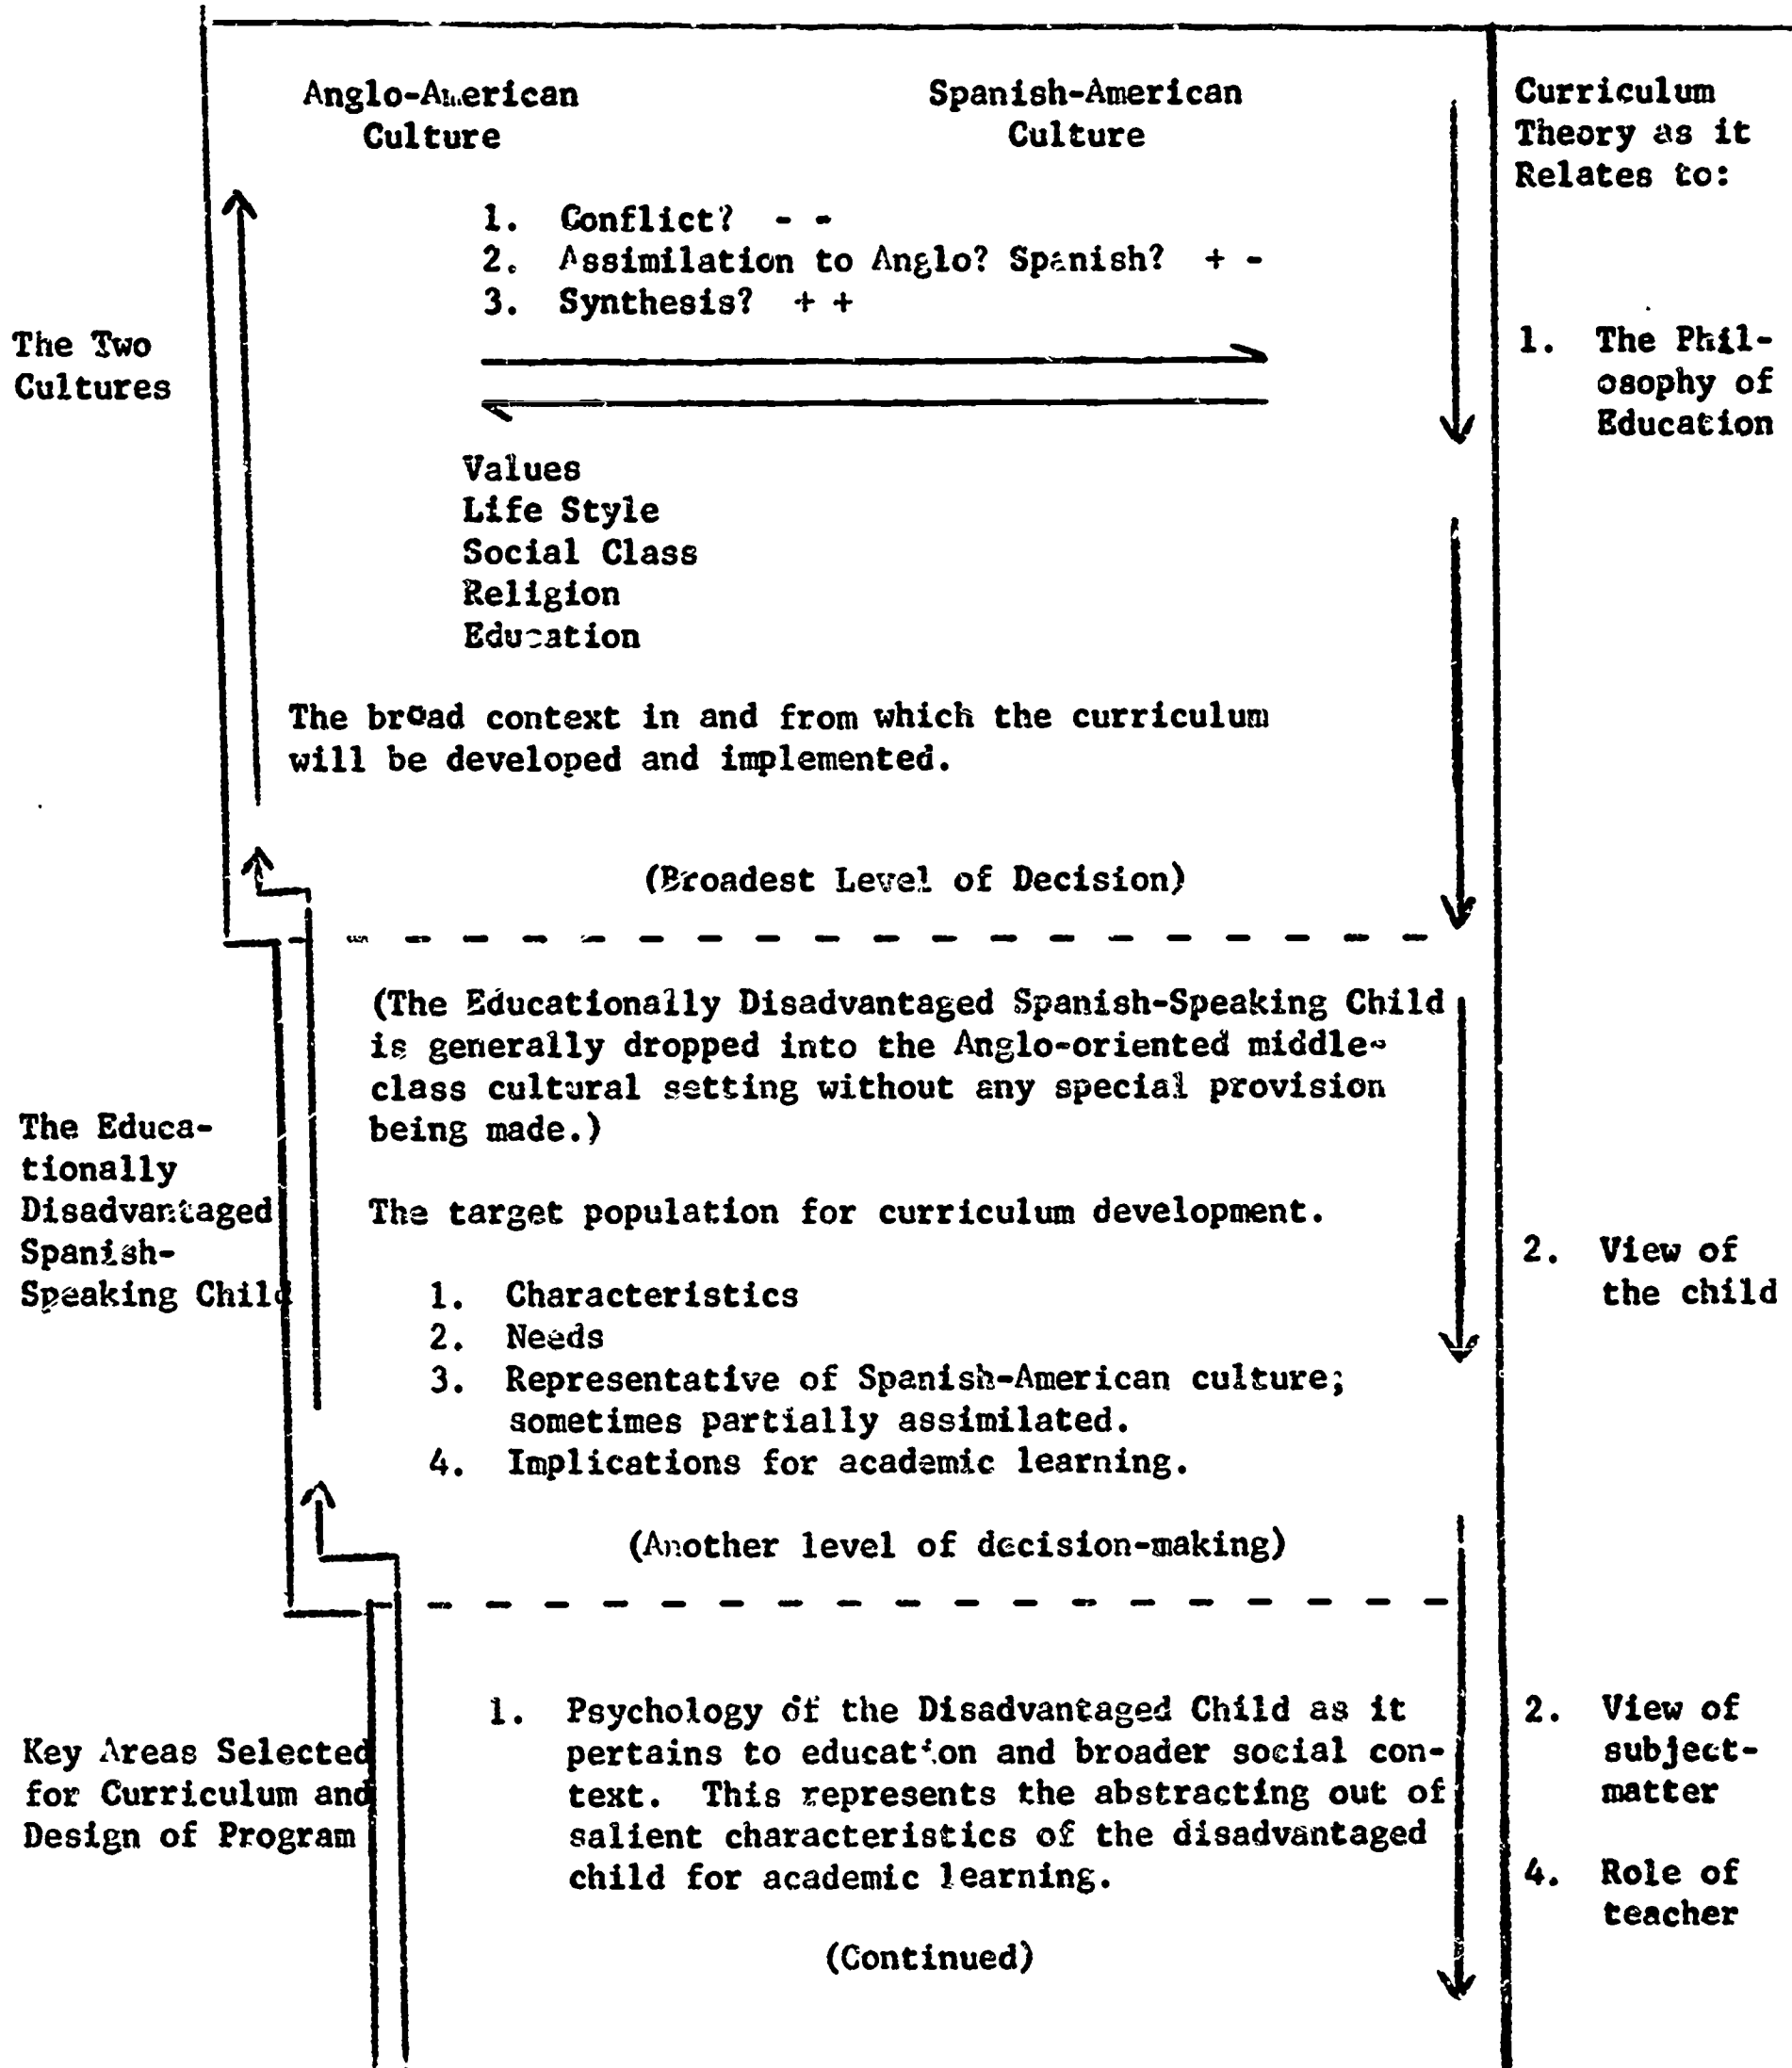 Anglo-American
Culture
Spanish-American
Culture
1. Conflict? - -
2. Assimilation to Anglo? Spanish? + -
3. Synthesis? + +
The Two
Cultures
Values
Life Style
Social Class
Religion
Education
The broad context in and from which the curriculum
will be developed and implemented.
(Broadest Level of Decision)
Curriculum
Theory as it
Relates to:
1. The Phil-
osophy of
Education
The Educa-
tionally
Disadvantaged
Spanish-
Speaking Child
(The Educationally Disadvantaged Spanish-Speaking Child
is generally dropped into the Anglo-oriented middle-
class cultural setting without any special provision
being made.)
The target population for curriculum development.
1. Characteristics
2. Needs
3. Representative of Spanish-American culture;
sometimes partially assimilated.
4. Implications for academic learning.
(Another level of decision-making)
2. View of
the child
Key Areas Selected
for Curriculum and
Design of Program
1. Psychology of the Disadvantaged Child as it
pertains to education and broader social con-
text. This represents the abstracting out of
salient characteristics of the disadvantaged
child for academic learning.
(Continued)
2. View of
subject-
matter
4. Role of
teacher